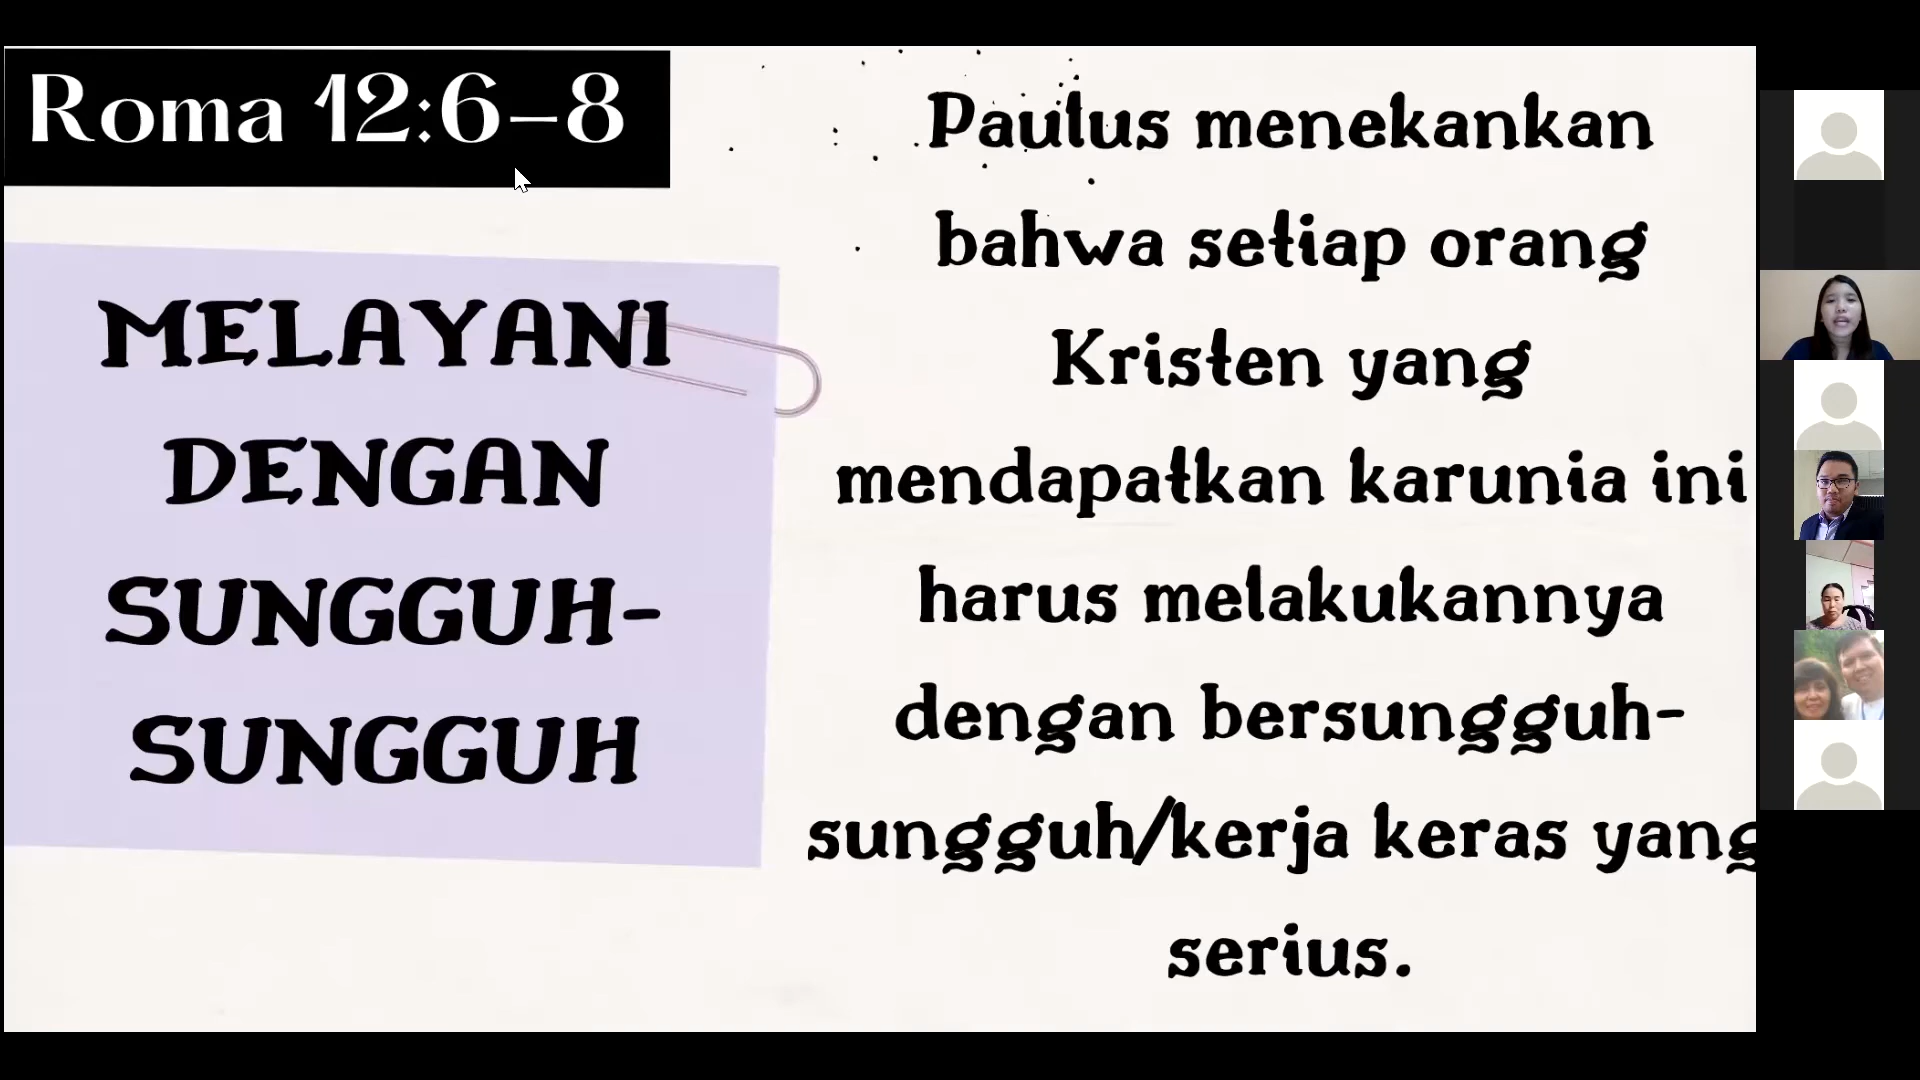 Roma 12:6–8
MELAYANI
DENGAN
SUNGGUH-
SUNGGUH
Paulus menekankan
bahwa setiap orang
Kristen yang
mendapatkan karunia ini
harus melakukannya
dengan bersungguh-
sungguh/kerja keras yang
serius.